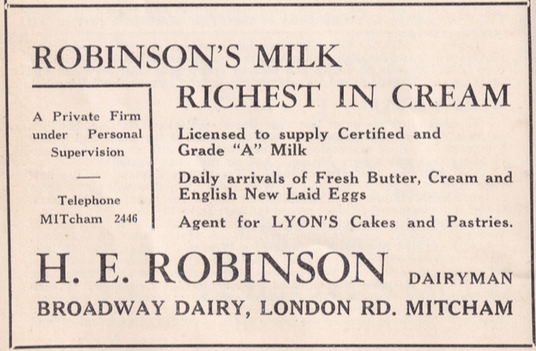 ROBINSON'S MILK
RICHEST IN CREAM
A Private Firm
under Personal
Supervision
Telephone
MITcham 2446
Licensed to supply Certified and
Grade "A" Milk
Daily arrivals of Fresh Butter, Cream and
English New Laid Eggs
Agent for LYON'S Cakes and Pastries.
H. E. ROBINSON DAIRYMAN
BROADWAY DAIRY, LONDON RD. MITCHAM